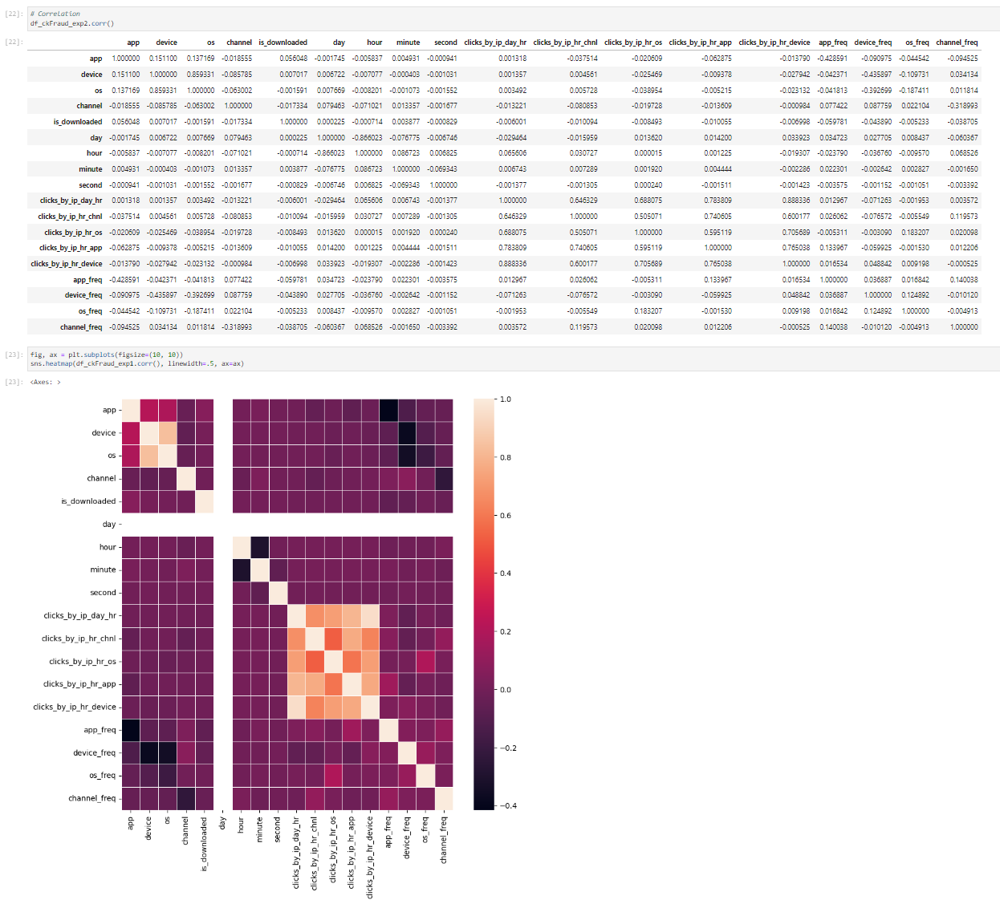 [22]: # Correlation
df_ckFraud_exp2.corr()
[22]: app device os channel is_downloaded day hour minute second clicks_by_ip_day_hr clicks_by_ip_hr_chnl clicks_by_ip_hr_os clicks_by_ip_hr_app clicks_by_ip_hr_device app_freq device_freq os_freq channel_freq
app 1.000000 0.151100 0.137169 -0.018555 0.056048 -0.001745 -0.005837 0.004931 -0.000941 0.001318 -0.037514 -0.020609 -0.062875 -0.013790 -0.428591 -0.090975 -0.044542 -0.094525
device 0.151100 1.000000 0.859331 -0.085785 0.007017 0.006722 -0.007077 -0.000403 -0.001031 0.001357 0.004561 -0.025469 -0.009378 -0.027942 -0.042371 -0.435897 -0.109731 0.034134
os 0.137169 0.859331 1.000000 -0.063002 -0.001591 0.007669 -0.008201 -0.001073 -0.001552 0.003492 0.005728 -0.038954 -0.005215 -0.023132 -0.041813 -0.392699 -0.187411 0.011814
channel -0.018555 -0.085785 -0.063002 1.000000 -0.017334 0.079463 -0.071021 0.013357 -0.001677 -0.013221 -0.080853 -0.019728 -0.013609 -0.000984 0.077422 0.087759 0.022104 -0.318993
is_downloaded 0.056048 0.007017 -0.001591 -0.017334 1.000000 0.000225 -0.000714 0.003877 -0.000829 -0.006001 -0.010094 -0.008493 -0.010055 -0.006998 -0.059781 -0.043890 -0.005233 -0.038705
day -0.001745 0.006722 0.007669 0.079463 0.000225 1.000000 -0.866023 -0.076775 -0.006746 -0.029464 -0.015959 0.013620 0.014200 0.033923 0.034723 0.027705 0.008437 -0.060367
hour -0.005837 -0.007077 -0.008201 -0.071021 -0.000714 -0.866023 1.000000 0.086723 0.006825 0.065606 0.030727 0.000015 0.001225 -0.019307 -0.023790 -0.036760 -0.009570 0.068526
minute 0.004931 -0.000403 -0.001073 0.013357 0.003877 -0.076775 0.086723 1.000000 -0.069343 0.006743 0.007289 0.001920 0.004444 -0.002286 0.022301 -0.002642 0.002827 -0.001650
second -0.000941 -0.001031 -0.001552 -0.001677 -0.000829 -0.006746 0.006825 -0.069343 1.000000 -0.001377 -0.001305 0.000240 -0.001511 -0.001423 -0.003575 -0.001152 -0.001051 -0.003392
clicks_by_ip_day_hr 0.001318 0.001357 0.003492 -0.013221 -0.006001 -0.029464 0.065606 0.006743 -0.001377 1.000000 0.646329 0.688075 0.783809 0.888336 0.012967 -0.071263 -0.001953 0.003572
clicks_by_ip_hr_chnl -0.037514 0.004561 0.005728 -0.080853 -0.010094 -0.015959 0.030727 0.007289 -0.001305 0.646329 1.000000 0.505071 0.740605 0.600177 0.026062 -0.076572 -0.005549 0.119573
clicks_by_ip_hr_os -0.020609 -0.025469 -0.038954 -0.019728 -0.008493 0.013620 0.000015 0.001920 0.000240 0.688075 0.505071 1.000000 0.595119 0.705689 -0.005311 -0.003090 0.183207 0.020098
clicks_by_ip_hr_app -0.062875 -0.009378 -0.005215 -0.013609 -0.010055 0.014200 0.001225 0.004444 -0.001511 0.783809 0.740605 0.595119 1.000000 0.765038 0.133967 -0.059925 -0.001530 0.012206
clicks_by_ip_hr_device -0.013790 -0.027942 -0.023132 -0.000984 -0.006998 0.033923 -0.019307 -0.002286 -0.001423 0.888336 0.600177 0.705689 0.765038 1.000000 0.016534 0.048842 0.009198 -0.000525
app_freq -0.428591 -0.042371 -0.041813 0.077422 -0.059781 0.034723 -0.023790 0.022301 -0.003575 0.012967 0.026062 -0.005311 0.133967 0.016534 1.000000 0.036887 0.016842 0.140038
device_freq -0.090975 -0.435897 -0.392699 0.087759 -0.043890 0.027705 -0.036760 -0.002642 -0.001152 -0.071263 -0.076572 -0.003090 -0.059925 0.048842 0.036887 1.000000 0.124892 -0.010120
os_freq -0.044542 -0.109731 -0.187411 0.022104 -0.005233 0.008437 -0.009570 0.002827 -0.001051 -0.001953 -0.005549 0.183207 -0.001530 0.009198 0.016842 0.124892 1.000000 -0.004913
channel_freq -0.094525 0.034134 0.011814 -0.318993 -0.038705 -0.060367 0.068526 -0.001650 -0.003392 0.003572 0.119573 0.020098 0.012206 -0.000525 0.140038 -0.010120 -0.004913 1.000000
[23]: fig, ax = plt.subplots(figsize=(10, 10))
sns.heatmap(df_ckFraud_exp1.corr(), linewidth=.5, ax=ax)
[23]: <Axes: >
app
device
os
channel
is_downloaded
day
hour
minute
second
clicks_by_ip_day_hr
clicks_by_ip_hr_chnl
clicks_by_ip_hr_os
clicks_by_ip_hr_app
clicks_by_ip_hr_device
app_freq
device_freq
os_freq
channel_freq
app
device
os
channel
is_downloaded
day
hour
minute
second
clicks_by_ip_day_hr
clicks_by_ip_hr_chnl
clicks_by_ip_hr_os
clicks_by_ip_hr_app
clicks_by_ip_hr_device
app_freq
device_freq
os_freq
channel_freq
1.0
0.8
0.6
0.4
0.2
0.0
−0.2
−0.4